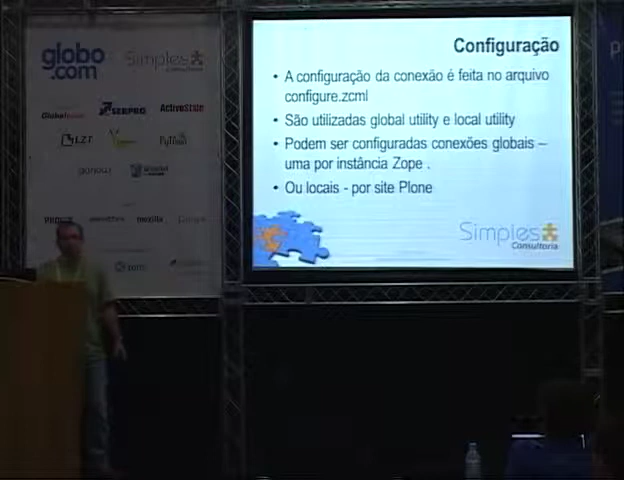 globo
.com
Simples
Consultoria
SERPRO
ActiveState
LZT
Python
mozilla
Configuração
• A configuração da conexão é feita no arquivo
configure.zcml
• São utilizadas global utility e local utility
• Podem ser configuradas conexões globais –
uma por instância Zope .
• Ou locais - por site Plone
Simples
Consultoria